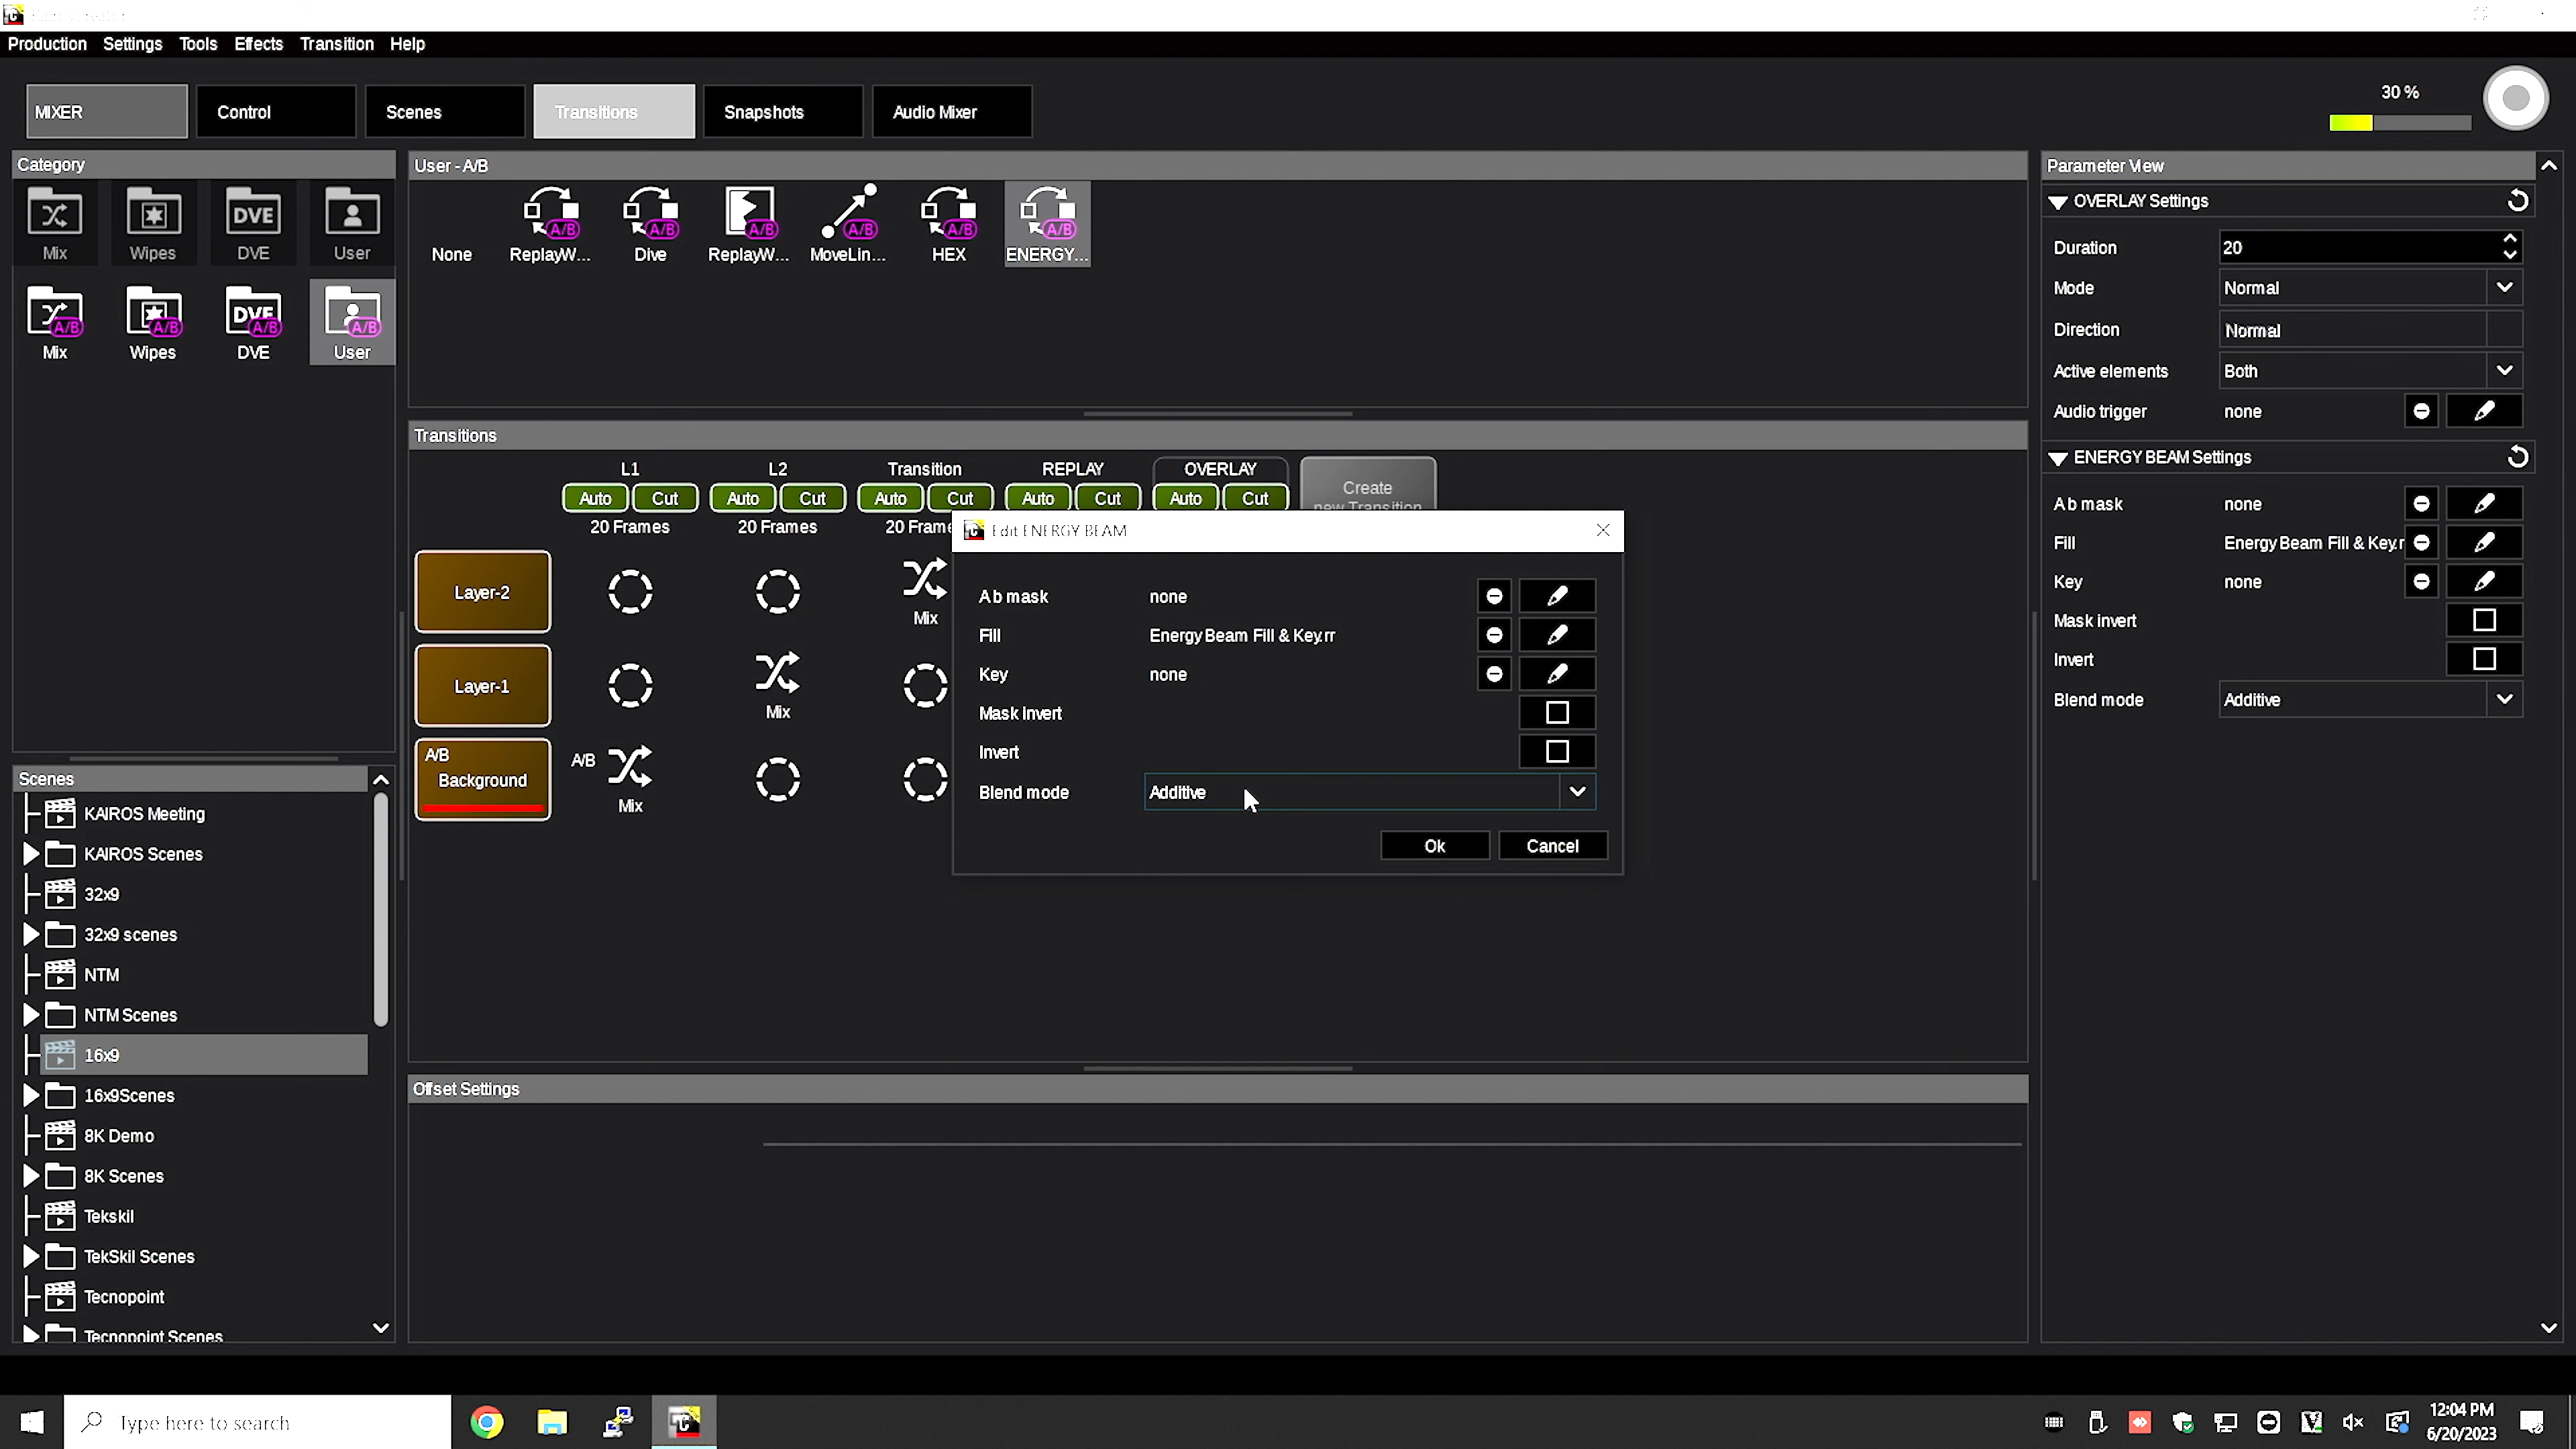 Production Settings Tools Effects Transition Help
MIXER Control Scenes Transitions Snapshots Audio Mixer
30 %
Category
Mix Wipes DVE User
DVE
Mix Wipes DVE User
A/B A/B DVE A/B A/B
User - A/B
A/B A/B A/B A/B A/B A/B
None ReplayW... Dive ReplayW... MoveLin... HEX ENERGY...
Transitions
L1 L2 Transition REPLAY OVERLAY
Auto Cut Auto Cut Auto Cut Auto Cut Auto Cut
Create
new Transition
20 Frames 20 Frames 20 Frame
Layer-2
Mix
Layer-1
Mix
A/B
Background
A/B
Mix
Edit ENERGY BEAM
Ab mask none
Fill Energy Beam Fill & Key.rr
Key none
Mask invert
Invert
Blend mode Additive
Ok Cancel
Scenes
KAIROS Meeting
KAIROS Scenes
32x9
32x9 scenes
NTM
NTM Scenes
16x9
16x9Scenes
8K Demo
8K Scenes
Tekskil
TekSkil Scenes
Tecnopoint
Tecnopoint Scenes
Offset Settings
Parameter View
OVERLAY Settings
Duration 20
Mode Normal
Direction Normal
Active elements Both
Audio trigger none
ENERGY BEAM Settings
Ab mask none
Fill Energy Beam Fill & Key.r
Key none
Mask invert
Invert
Blend mode Additive
Type here to search
12:04 PM
6/20/2023